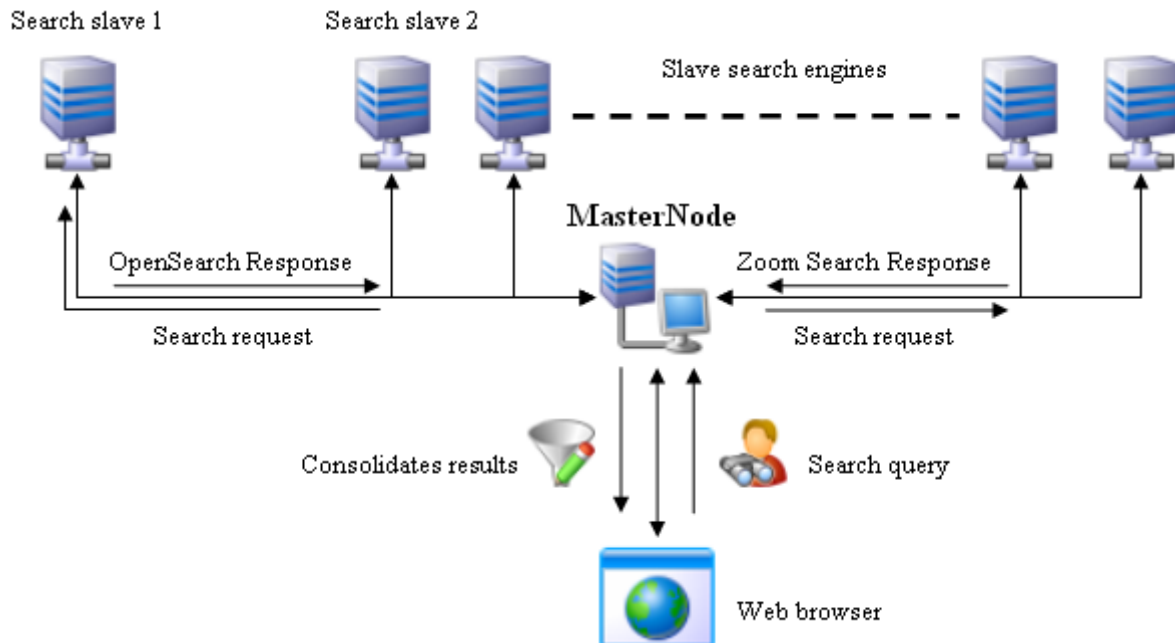 Search slave 1
Search slave 2
Slave search engines
MasterNode
OpenSearch Response
Zoom Search Response
Search request
Search request
Consolidates results
Search query
Web browser